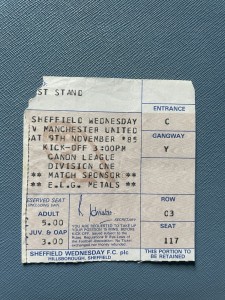 ST STAND
SHEFFIELD WEDNESDAY
V MANCHESTER UNITED
SAT 9TH NOVEMBER '85
KICK-OFF 3:00PM
CANON LEAGUE
DIVISION ONE
** MATCH SPONSOR **
** E.L.G. METALS **
ENTRANCE
C
GANGWAY
Y
ROW
C3
SEAT
117
RESERVED SEAT
ADULT
5.00
JUV. & OAP
3.00
SECRETARY
SHEFFIELD WEDNESDAY F.C. plc
HILLSBOROUGH, SHEFFIELD
THIS PORTION TO
BE RETAINED